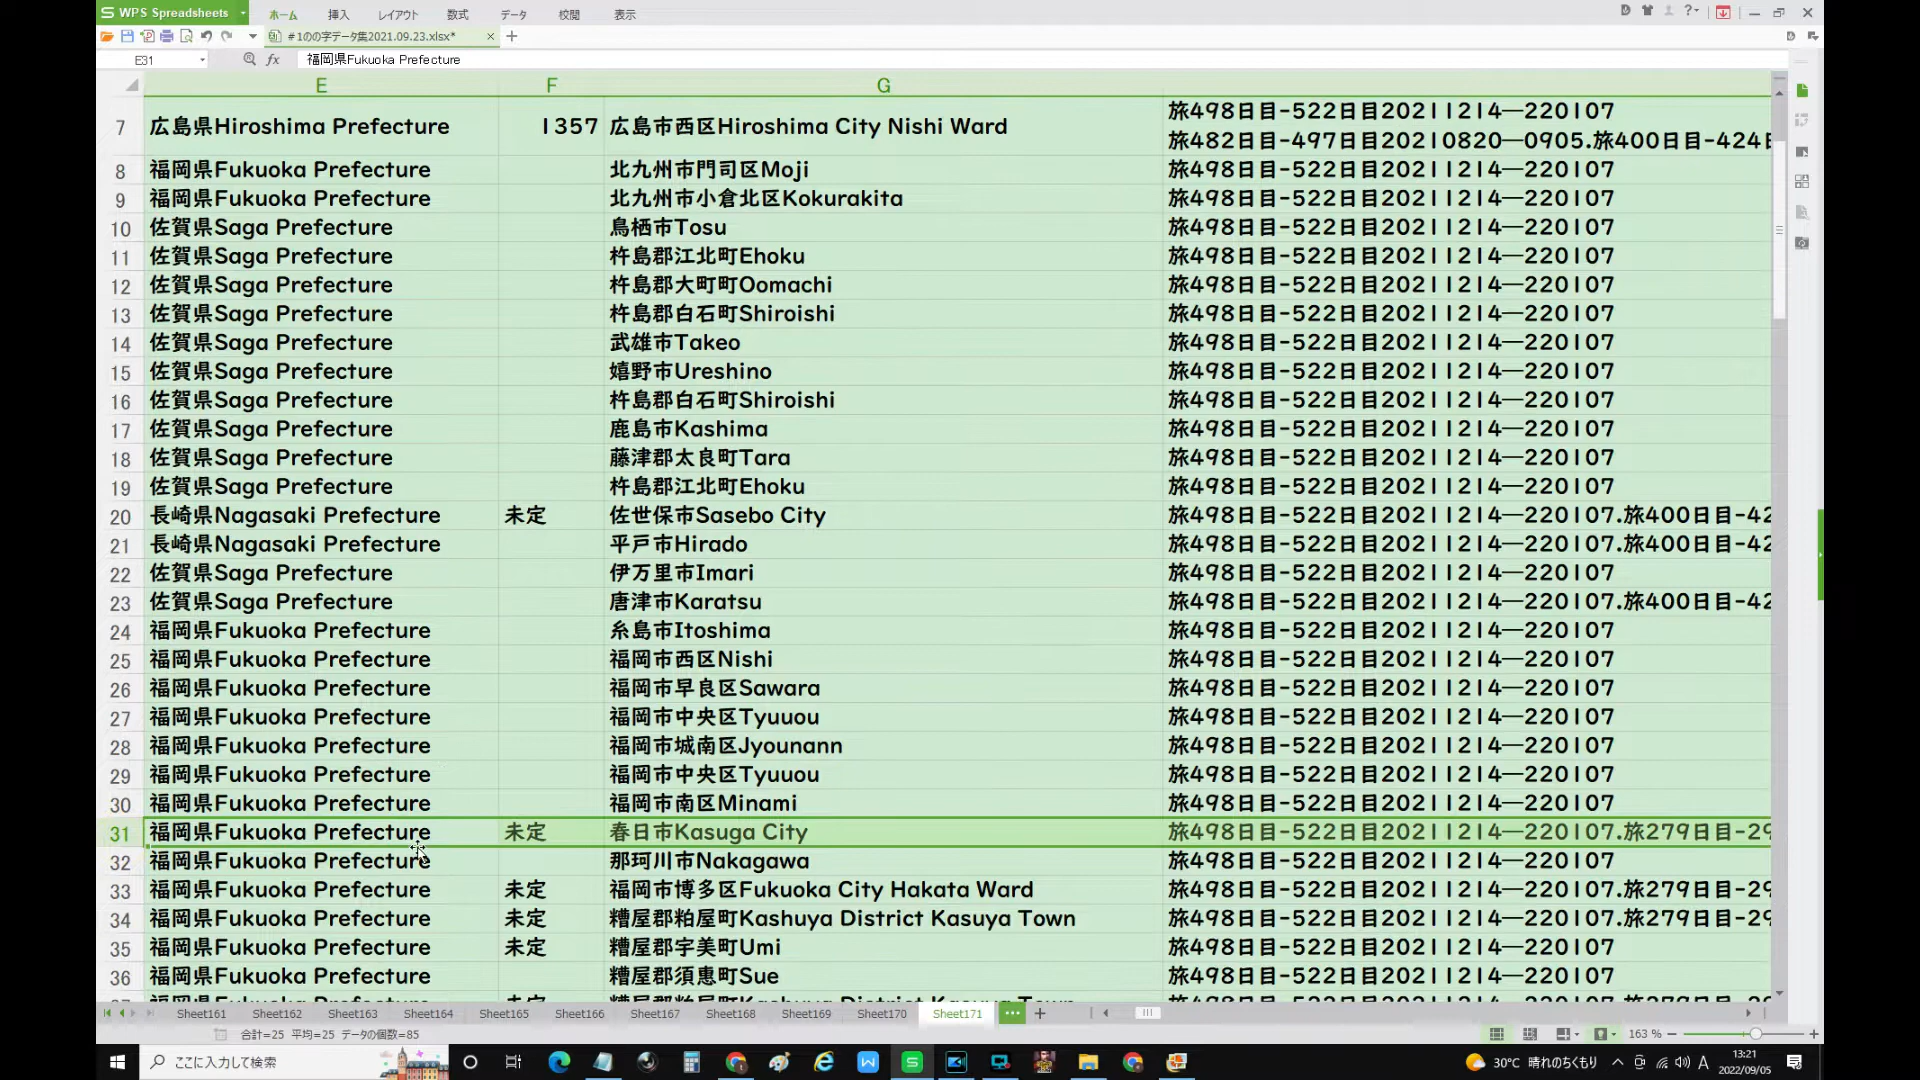 WPS Spreadsheets ホーム 挿入 レイアウト 数式 データ 校閲 表示
#1のの字データ集2021.09.23.xlsx*
E31 fx 福岡県Fukuoka Prefecture
E F G
7 広島県Hiroshima Prefecture 1357 広島市西区Hiroshima City Nishi Ward 旅498日目-522日目20211214―220107
旅482日目-497日目20210820―0905.旅400日目-424日
8 福岡県Fukuoka Prefecture 北九州市門司区Moji 旅498日目-522日目20211214―220107
9 福岡県Fukuoka Prefecture 北九州市小倉北区Kokurakita 旅498日目-522日目20211214―220107
10 佐賀県Saga Prefecture 鳥栖市Tosu 旅498日目-522日目20211214―220107
11 佐賀県Saga Prefecture 杵島郡江北町Ehoku 旅498日目-522日目20211214―220107
12 佐賀県Saga Prefecture 杵島郡大町町Oomachi 旅498日目-522日目20211214―220107
13 佐賀県Saga Prefecture 杵島郡白石町Shiroishi 旅498日目-522日目20211214―220107
14 佐賀県Saga Prefecture 武雄市Takeo 旅498日目-522日目20211214―220107
15 佐賀県Saga Prefecture 嬉野市Ureshino 旅498日目-522日目20211214―220107
16 佐賀県Saga Prefecture 杵島郡白石町Shiroishi 旅498日目-522日目20211214―220107
17 佐賀県Saga Prefecture 鹿島市Kashima 旅498日目-522日目20211214―220107
18 佐賀県Saga Prefecture 藤津郡太良町Tara 旅498日目-522日目20211214―220107
19 佐賀県Saga Prefecture 杵島郡江北町Ehoku 旅498日目-522日目20211214―220107
20 長崎県Nagasaki Prefecture 未定 佐世保市Sasebo City 旅498日目-522日目20211214―220107.旅400日目-42
21 長崎県Nagasaki Prefecture 平戸市Hirado 旅498日目-522日目20211214―220107.旅400日目-42
22 佐賀県Saga Prefecture 伊万里市Imari 旅498日目-522日目20211214―220107
23 佐賀県Saga Prefecture 唐津市Karatsu 旅498日目-522日目20211214―220107.旅400日目-42
24 福岡県Fukuoka Prefecture 糸島市Itoshima 旅498日目-522日目20211214―220107
25 福岡県Fukuoka Prefecture 福岡市西区Nishi 旅498日目-522日目20211214―220107
26 福岡県Fukuoka Prefecture 福岡市早良区Sawara 旅498日目-522日目20211214―220107
27 福岡県Fukuoka Prefecture 福岡市中央区Tyuuou 旅498日目-522日目20211214―220107
28 福岡県Fukuoka Prefecture 福岡市城南区Jyounann 旅498日目-522日目20211214―220107
29 福岡県Fukuoka Prefecture 福岡市中央区Tyuuou 旅498日目-522日目20211214―220107
30 福岡県Fukuoka Prefecture 福岡市南区Minami 旅498日目-522日目20211214―220107
31 福岡県Fukuoka Prefecture 未定 春日市Kasuga City 旅498日目-522日目20211214―220107.旅279日目-29
32 福岡県Fukuoka Prefecture 那珂川市Nakagawa 旅498日目-522日目20211214―220107
33 福岡県Fukuoka Prefecture 未定 福岡市博多区Fukuoka City Hakata Ward 旅498日目-522日目20211214―220107.旅279日目-29
34 福岡県Fukuoka Prefecture 未定 糟屋郡粕屋町Kashuya District Kasuya Town 旅498日目-522日目20211214―220107.旅279日目-29
35 福岡県Fukuoka Prefecture 未定 糟屋郡宇美町Umi 旅498日目-522日目20211214―220107
36 福岡県Fukuoka Prefecture 糟屋郡須恵町Sue 旅498日目-522日目20211214―220107
Sheet161 Sheet162 Sheet163 Sheet164 Sheet165 Sheet166 Sheet167 Sheet168 Sheet169 Sheet170 Sheet171
合計=25 平均=25 データの個数=85 163 %
ここに入力して検索 30°C 晴れのちくもり A 13:21
2022/09/05